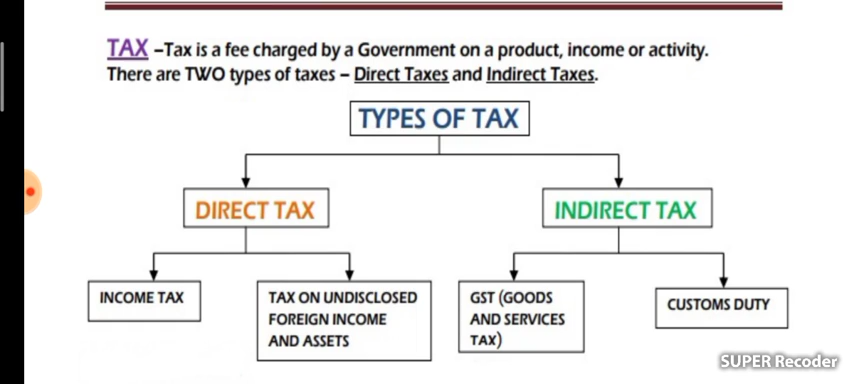 TAX –Tax is a fee charged by a Government on a product, income or activity.
There are TWO types of taxes – Direct Taxes and Indirect Taxes.
TYPES OF TAX
DIRECT TAX
INDIRECT TAX
INCOME TAX
TAX ON UNDISCLOSED
FOREIGN INCOME
AND ASSETS
GST (GOODS
AND SERVICES
TAX)
CUSTOMS DUTY
SUPER Recoder